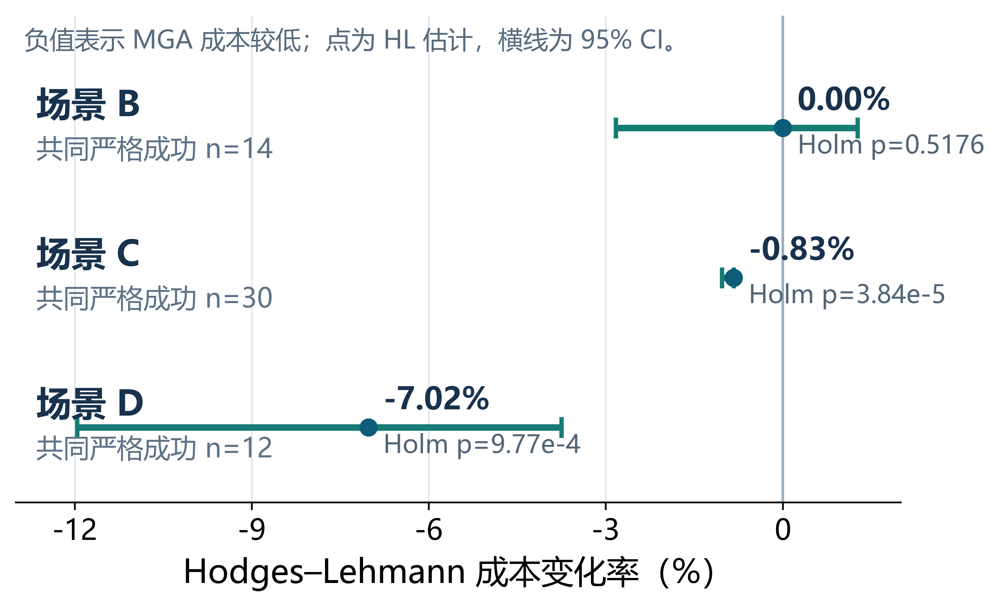 负值表示 MGA 成本较低；点为 HL 估计，横线为 95% CI。
场景 B
0.00%
共同严格成功 n=14
Holm p=0.5176
场景 C
-0.83%
共同严格成功 n=30
Holm p=3.84e-5
场景 D
-7.02%
共同严格成功 n=12
Holm p=9.77e-4
-12 -9 -6 -3 0
Hodges–Lehmann 成本变化率（%）